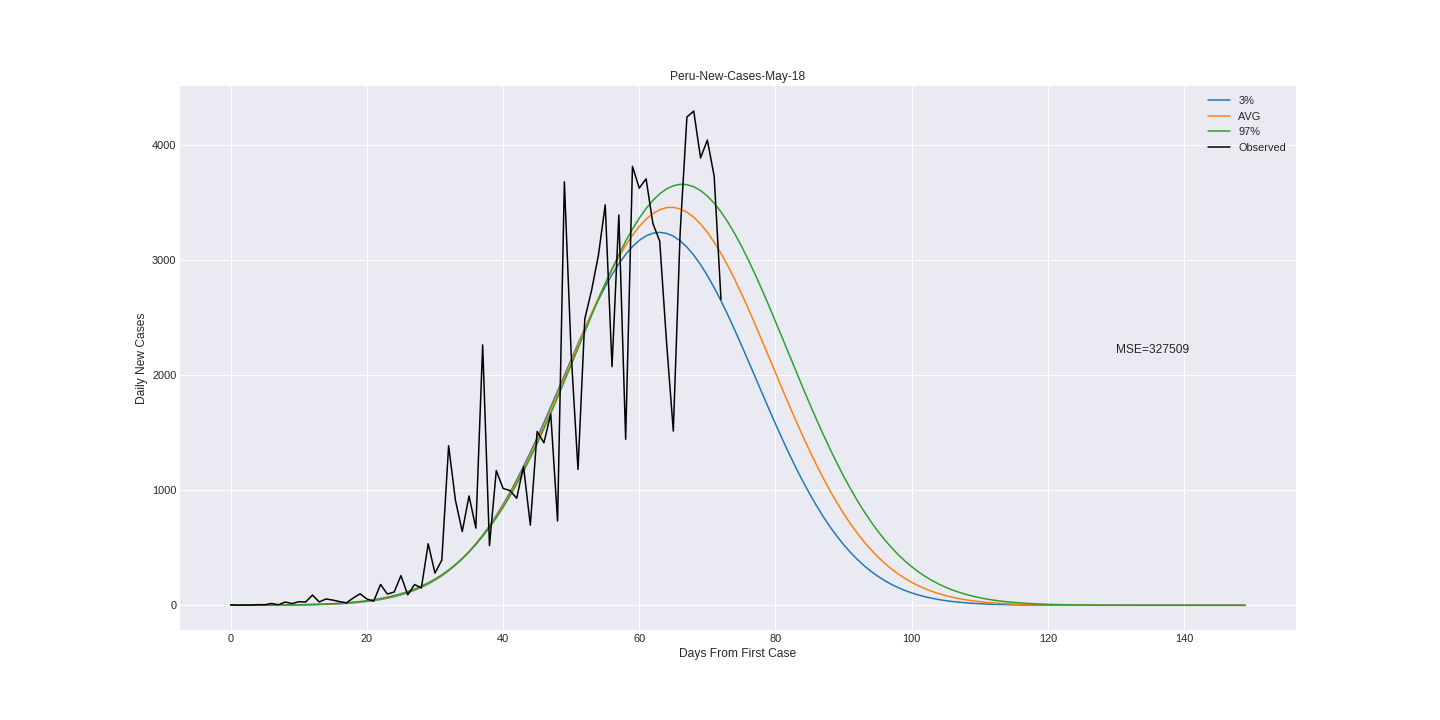 Peru-New-Cases-May-18
3%
AVG
97%
Observed
4000
3000
2000
1000
0
Daily New Cases
MSE=327509
0 20 40 60 80 100 120 140
Days From First Case